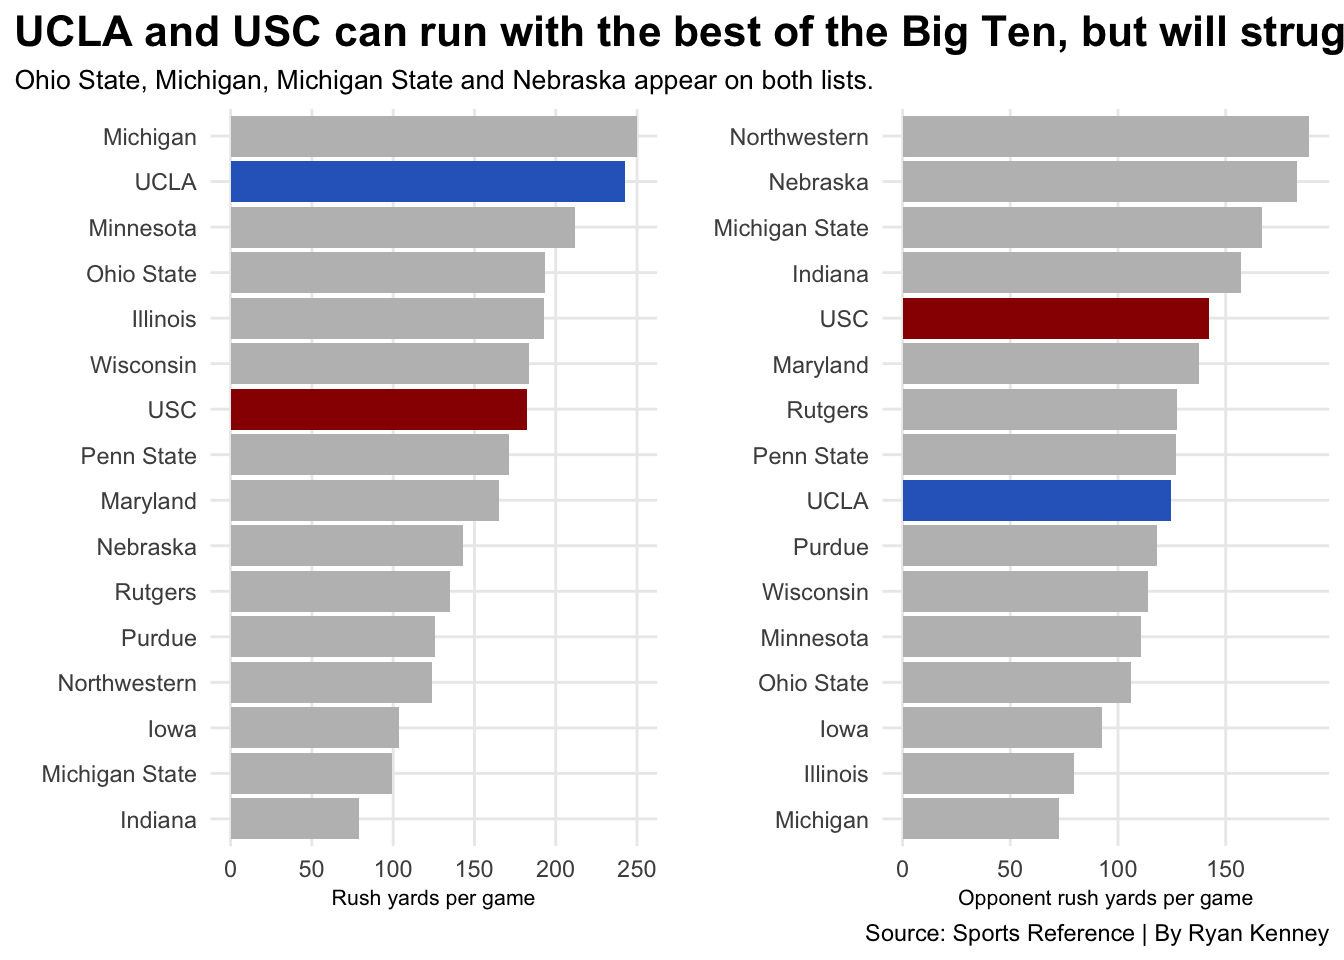 UCLA and USC can run with the best of the Big Ten, but will strug
Ohio State, Michigan, Michigan State and Nebraska appear on both lists.
Michigan
UCLA
Minnesota
Ohio State
Illinois
Wisconsin
USC
Penn State
Maryland
Nebraska
Rutgers
Purdue
Northwestern
Iowa
Michigan State
Indiana
0 50 100 150 200 250
Rush yards per game
Northwestern
Nebraska
Michigan State
Indiana
USC
Maryland
Rutgers
Penn State
UCLA
Purdue
Wisconsin
Minnesota
Ohio State
Iowa
Illinois
Michigan
0 50 100 150
Opponent rush yards per game
Source: Sports Reference | By Ryan Kenney